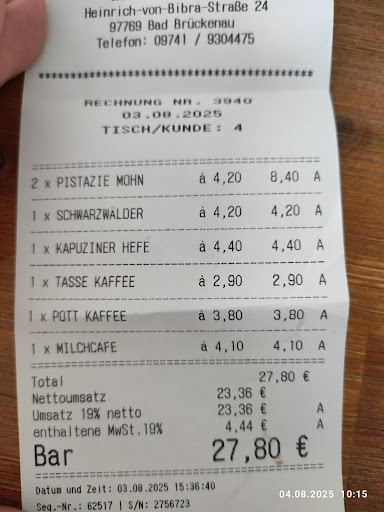 Heinrich-von-Bibra-Straße 24
97769 Bad Brückenau
Telefon: 09741 / 9304475
********************************************
RECHNUNG NR. 3940
03.08.2025
TISCH/KUNDE: 4
2 x PISTAZIE MOHN à 4,20 8,40 A
1 x SCHWARZWÄLDER à 4,20 4,20 A
1 x KAPUZINER HEFE à 4,40 4,40 A
1 x TASSE KAFFEE à 2,90 2,90 A
1 x POTT KAFFEE à 3,80 3,80 A
1 x MILCHCAFE à 4,10 4,10 A
Total 27,80 €
Nettoumsatz 23,36 €
Umsatz 19% netto 23,36 € A
enthaltene MwSt.19% 4,44 € A
Bar 27,80 €
Datum und Zeit: 03.08.2025 15:36:40
Seg.-Nr.: 62517 | S/N: 2756723
04.08.2025 10:15